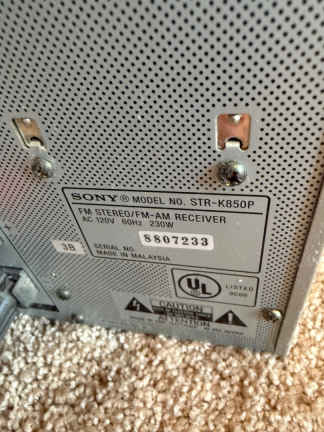 SONY® MODEL NO. STR-K850P
FM STEREO/FM-AM RECEIVER
AC 120V 60Hz 230W
3B
SERIAL NO. 8807233
MADE IN MALAYSIA
UL
LISTED
CAUTION
ATTENTION